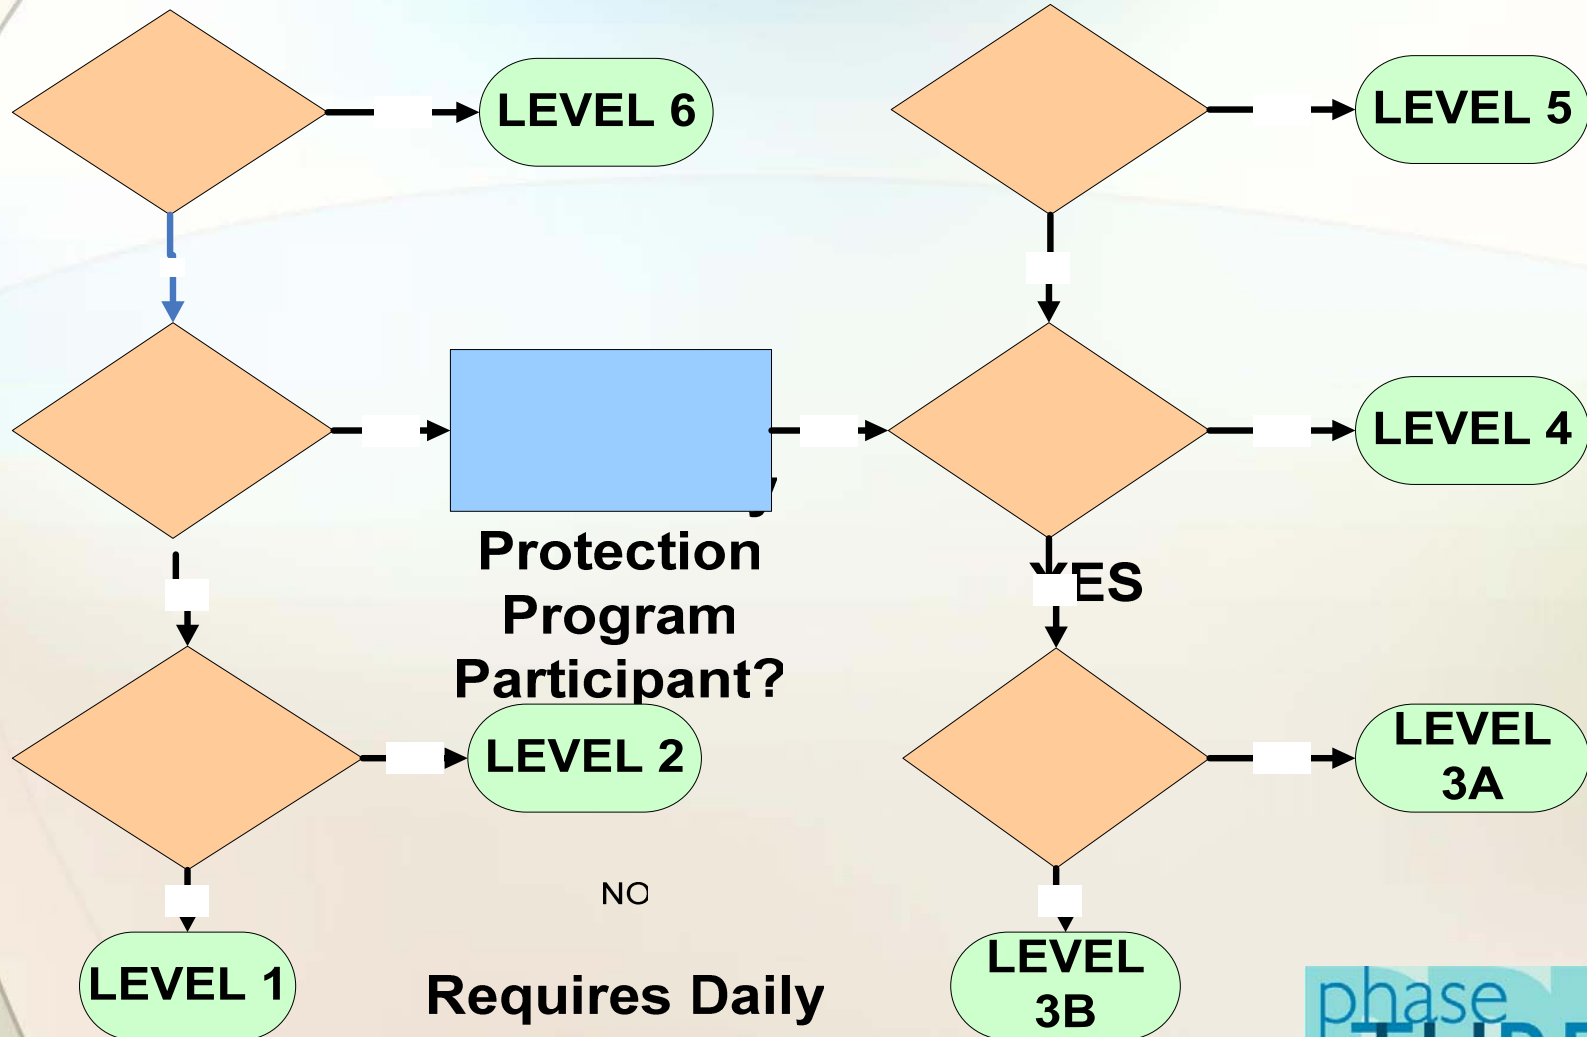 LEVEL 6
LEVEL 5
LEVEL 4
Protection
Program
Participant?
YES
LEVEL 2
LEVEL
3A
NO
LEVEL 1
Requires Daily
LEVEL
3B
phase